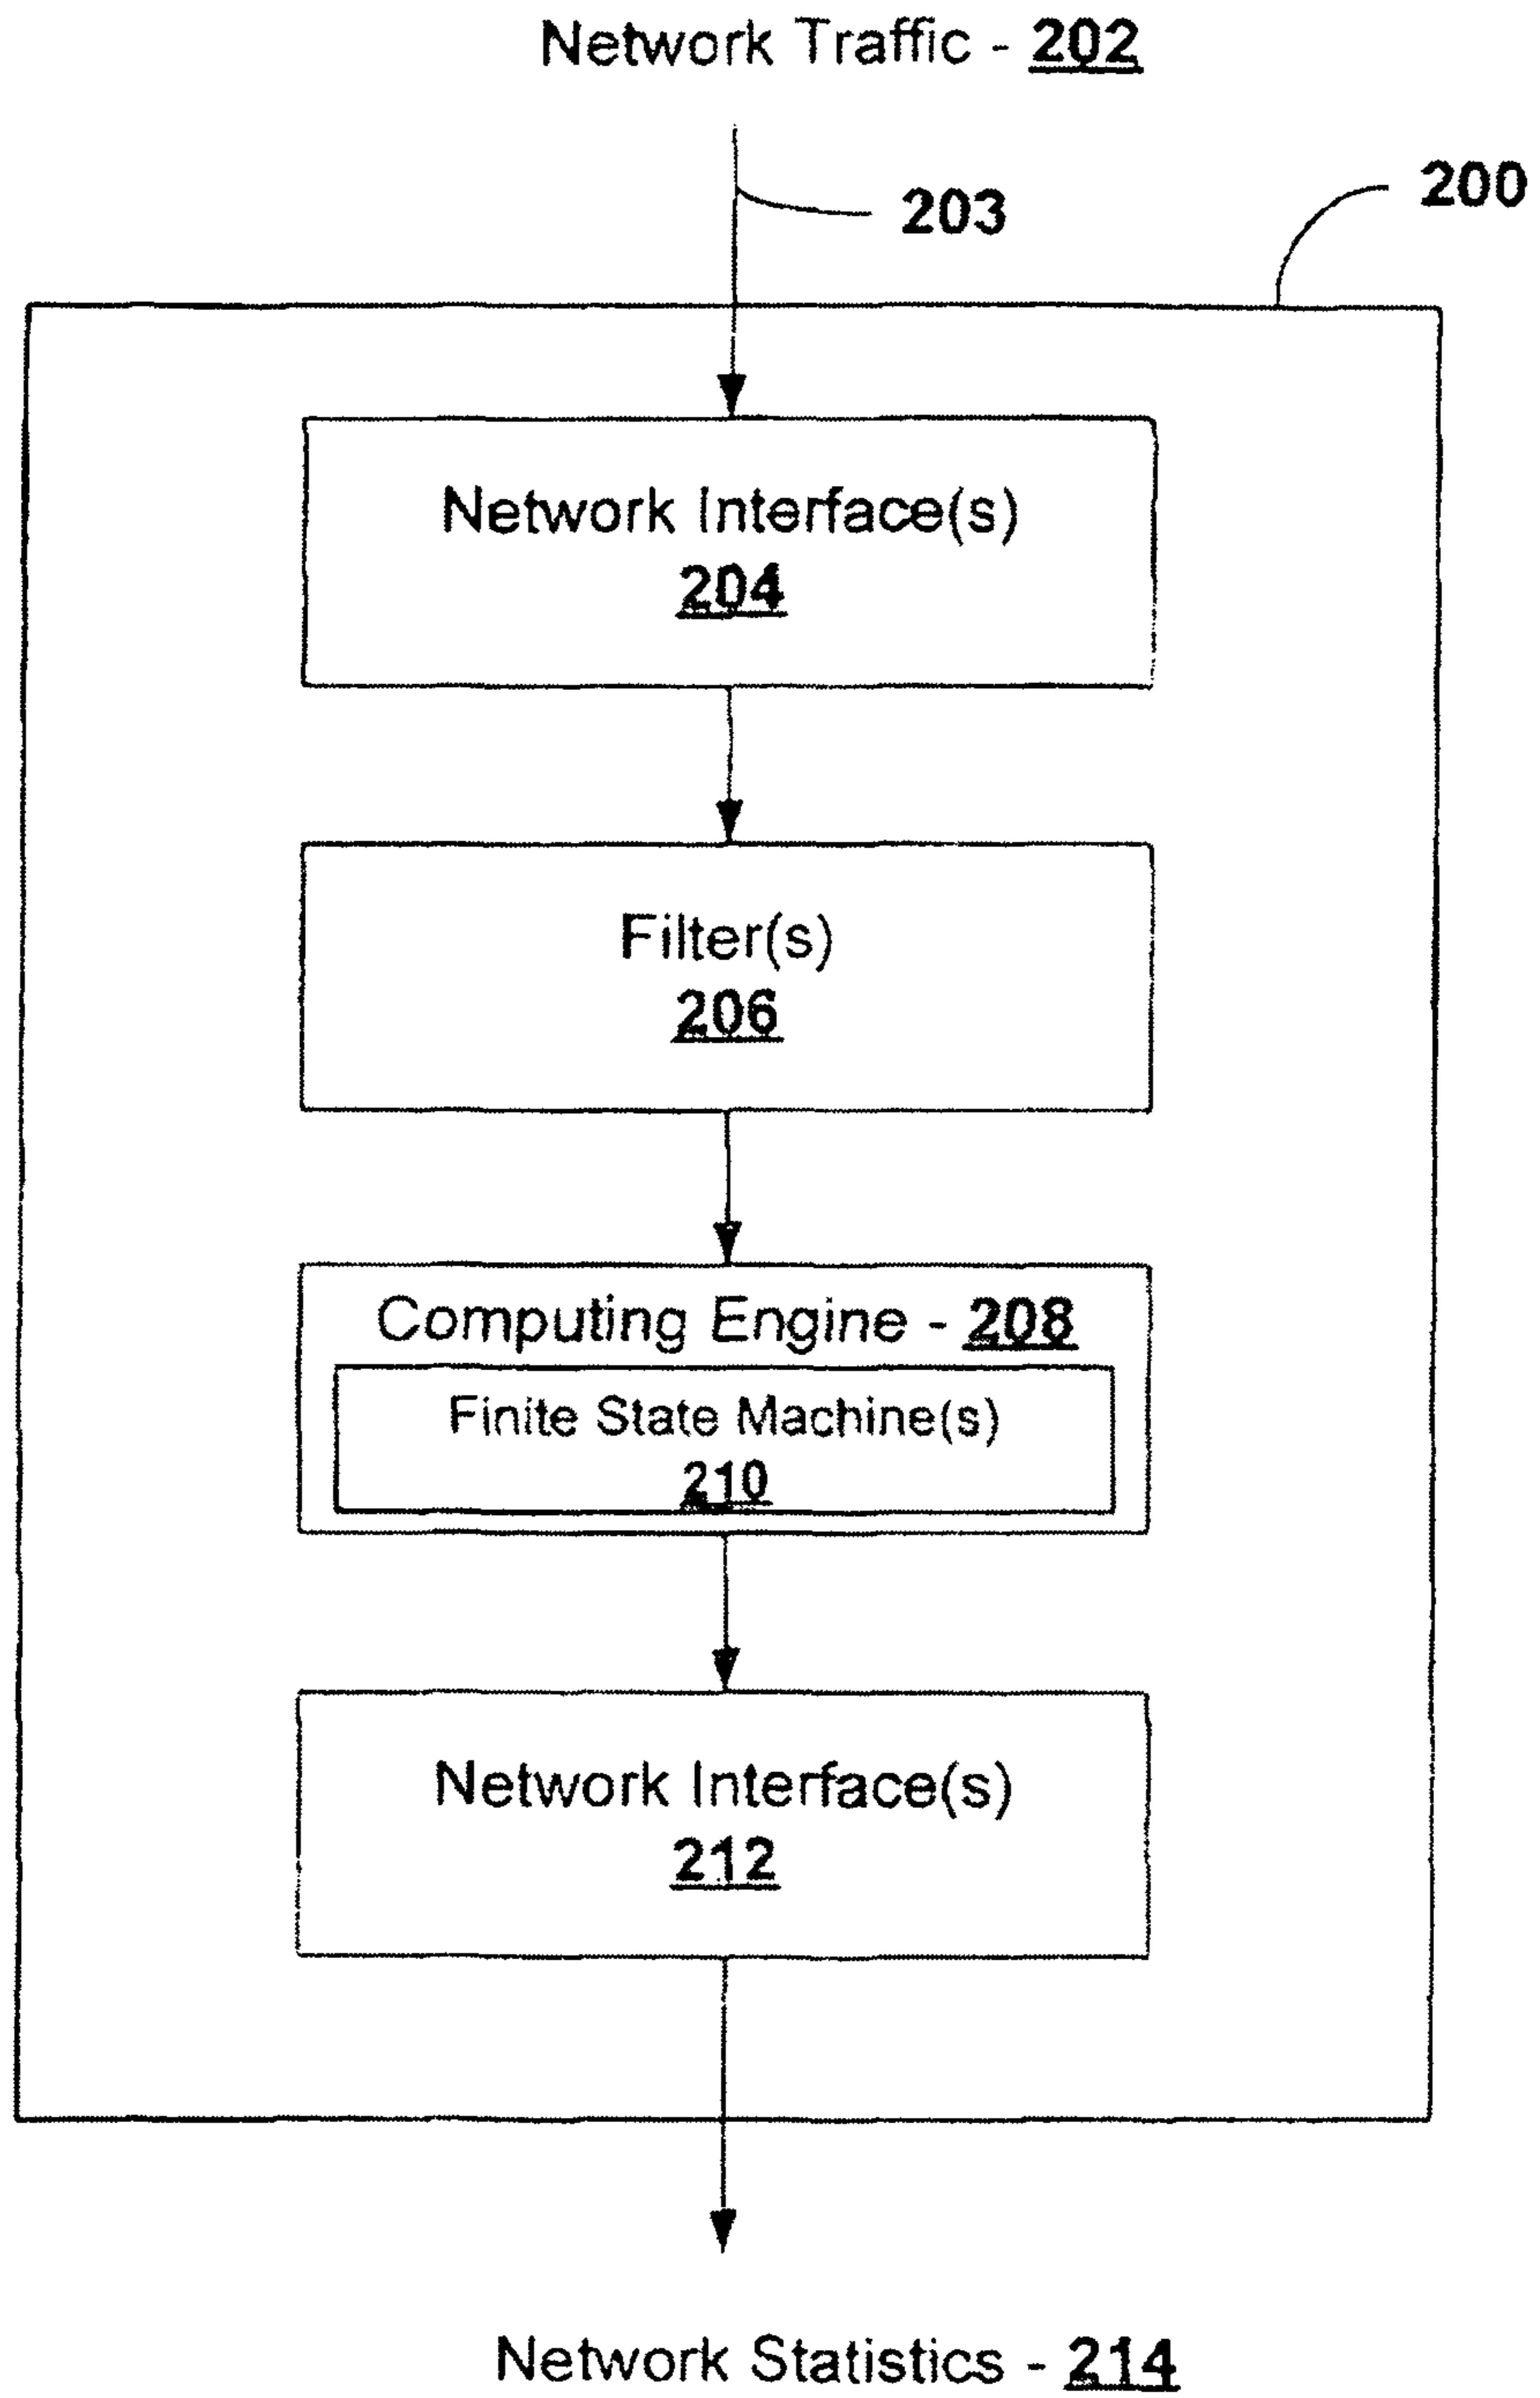 Network Traffic - 202
200
203
Network Interface(s)
204
Filter(s)
206
Computing Engine - 208
Finite State Machine(s)
210
Network Interface(s)
212
Network Statistics - 214